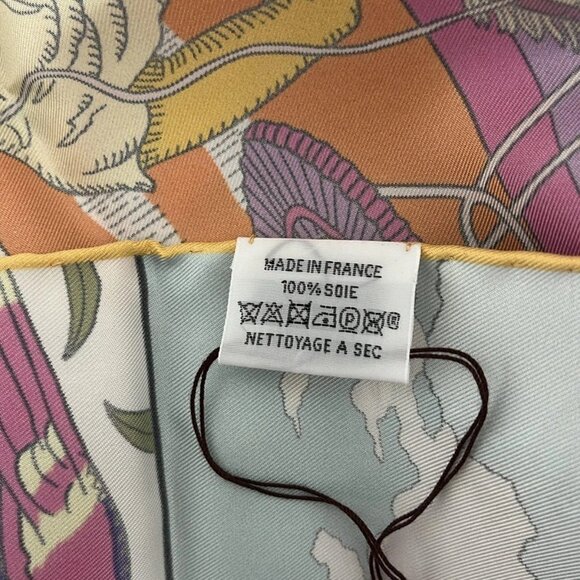 MADE IN FRANCE
100% SOIE
P
NETTOYAGE A SEC